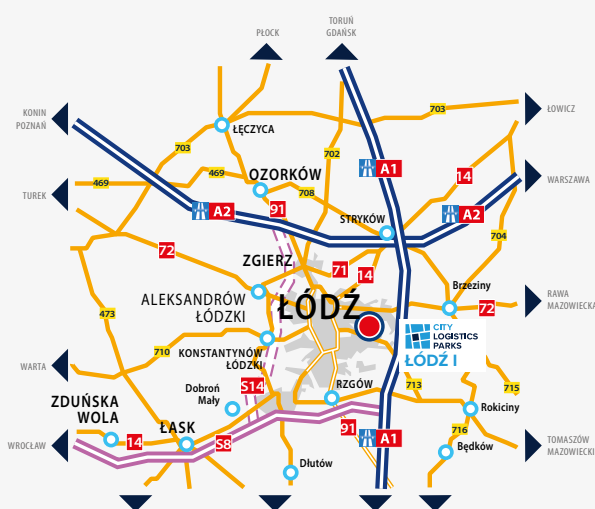 TORUŃ
GDAŃSK
PŁOCK
KONIN
POZNAŃ
703
ŁOWICZ
ŁĘCZYCA
703
702
A1
469
469
OZORKÓW
14
WARSZAWA
TUREK
708
91
A2
STRYKÓW
A2
704
72
ZGIERZ
71
14
Brzeziny
ALEKSANDRÓW
ŁÓDZKI
ŁÓDŹ
72
RAWA
MAZOWIECKA
473
CITY
LOGISTICS
PARKS
ŁÓDŹ I
710
KONSTANTYNÓW
ŁÓDZKI
WARTA
S14
RZGÓW
713
715
Dobroń
Mały
ZDUŃSKA
WOLA
Rokiciny
14
ŁASK
S8
91
A1
716
WROCŁAW
Będków
TOMASZÓW
MAZOWIECKI
Dłutów